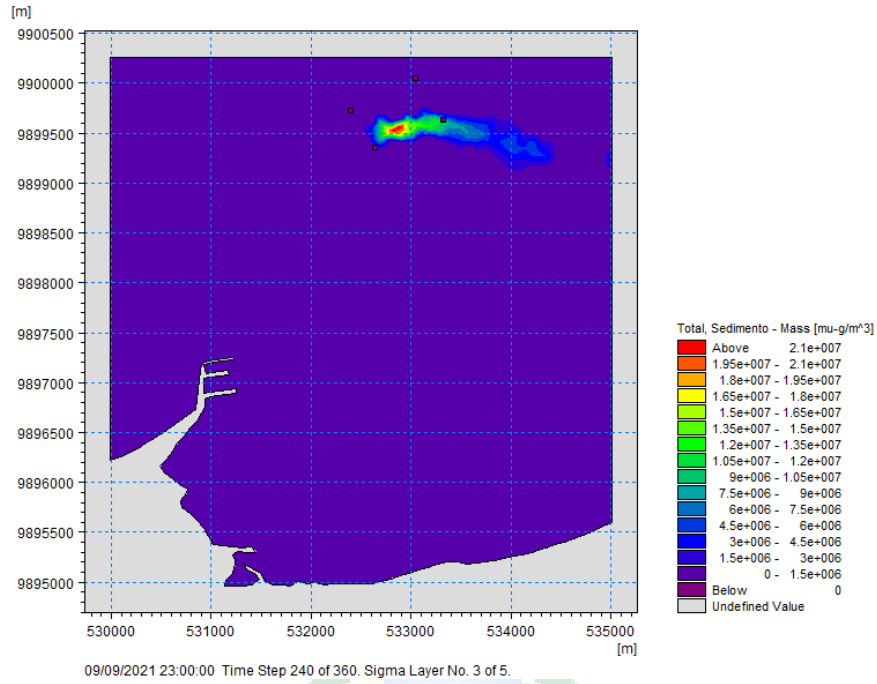 [m]
9900500
9900000
9899500
9899000
9898500
9898000
9897500
9897000
9896500
9896000
9895500
9895000
530000 531000 532000 533000 534000 535000
[m]
09/09/2021 23:00:00 Time Step 240 of 360. Sigma Layer No. 3 of 5.
Total, Sedimento - Mass [mu-g/m^3]
Above 2.1e+007
1.95e+007 - 2.1e+007
1.8e+007 - 1.95e+007
1.65e+007 - 1.8e+007
1.5e+007 - 1.65e+007
1.35e+007 - 1.5e+007
1.2e+007 - 1.35e+007
1.05e+007 - 1.2e+007
9e+006 - 1.05e+007
7.5e+006 - 9e+006
6e+006 - 7.5e+006
4.5e+006 - 6e+006
3e+006 - 4.5e+006
1.5e+006 - 3e+006
0 - 1.5e+006
Below 0
Undefined Value